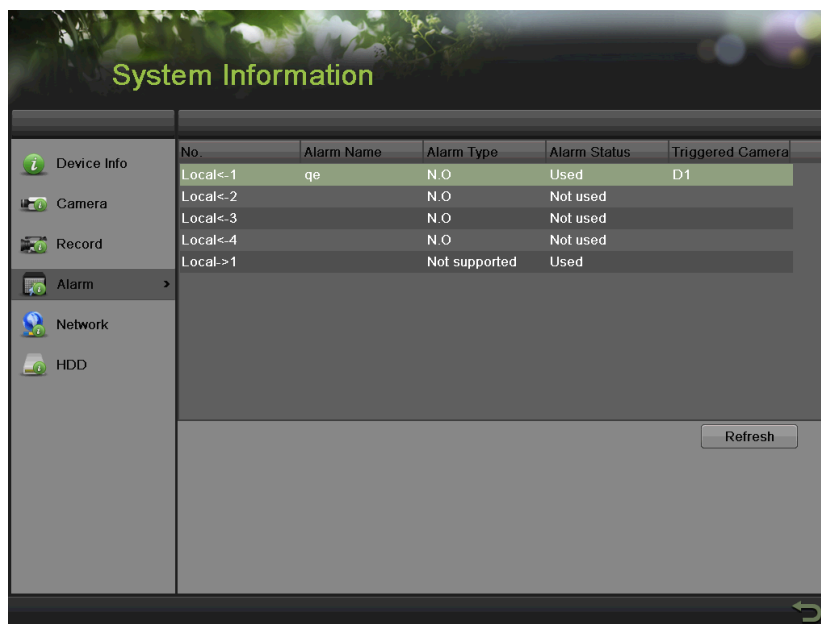 System Information
Device Info
Camera
Record
Alarm >
Network
HDD
No. Alarm Name Alarm Type Alarm Status Triggered Camera
Local<-1 qe N.O Used D1
Local<-2 N.O Not used
Local<-3 N.O Not used
Local<-4 N.O Not used
Local->1 Not supported Used
Refresh